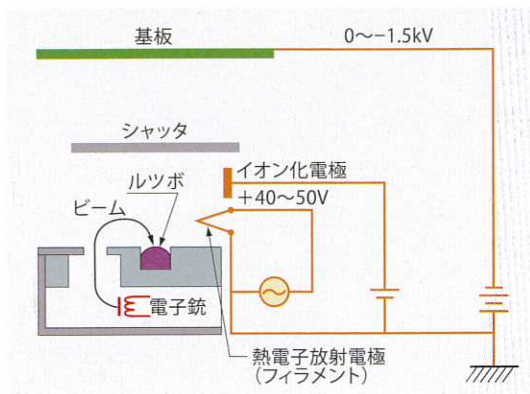 基板
0〜−1.5kV
シャッタ
イオン化電極
ルツボ
+40〜50V
ビーム
電子銃
熱電子放射電極
(フィラメント)